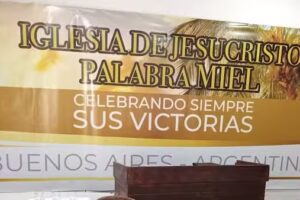 IGLESIA DE JESUCRISTO
PALABRA MIEL
CELEBRANDO SIEMPRE
SUS VICTORIAS
BUENOS AIRES - ARGENTIN